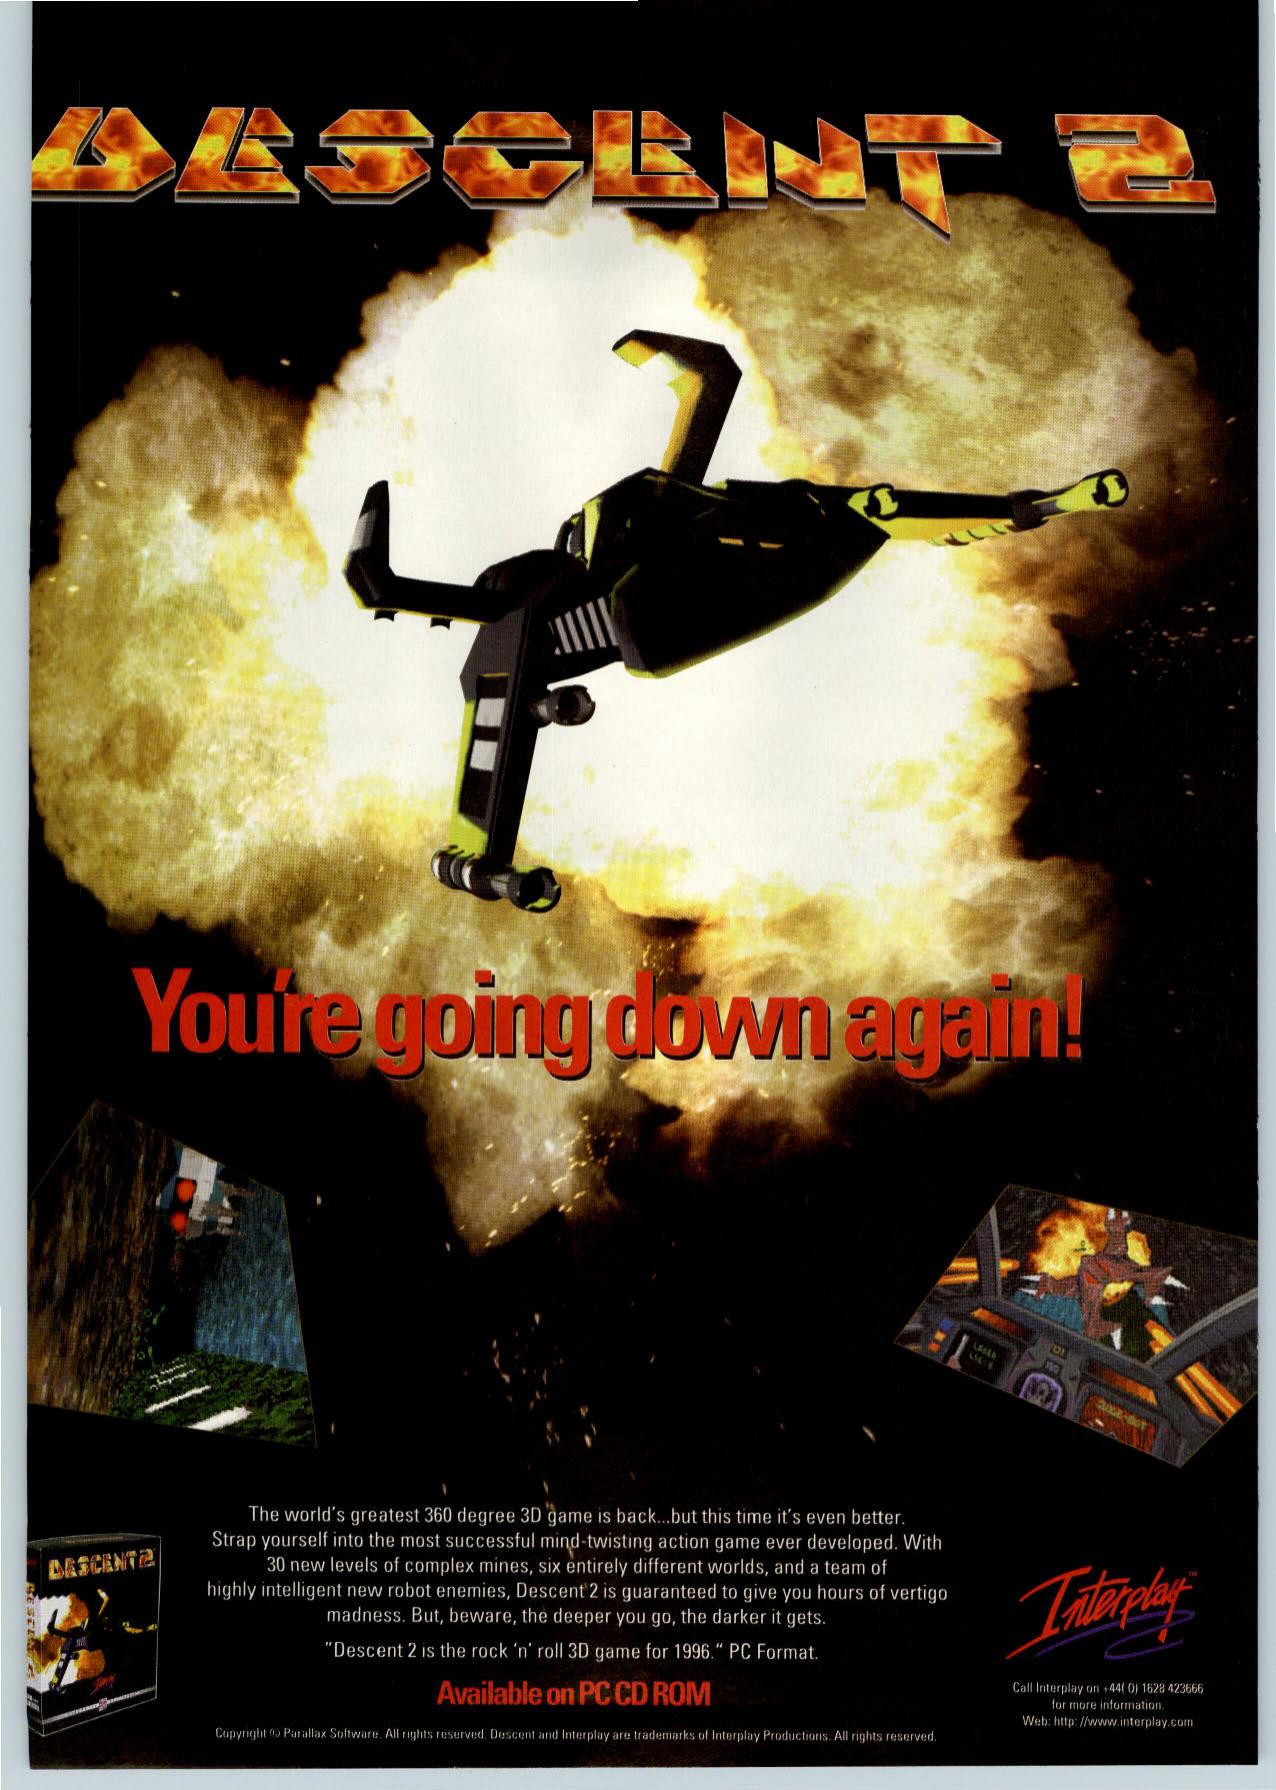 DESCENT 2
You're going down again!
LASER
LVL: 6
The world's greatest 360 degree 3D game is back...but this time it's even better.
Strap yourself into the most successful mind-twisting action game ever developed. With
30 new levels of complex mines, six entirely different worlds, and a team of
highly intelligent new robot enemies, Descent 2 is guaranteed to give you hours of vertigo
madness. But, beware, the deeper you go, the darker it gets.
"Descent 2 is the rock 'n' roll 3D game for 1996." PC Format.
Available on PC CD ROM
Copyright © Parallax Software. All rights reserved. Descent and Interplay are trademarks of Interplay Productions. All rights reserved.
DESCENT 2
Interplay™
Call Interplay on +44( 0) 1628 423666
for more information.
Web: http: //www.interplay.com